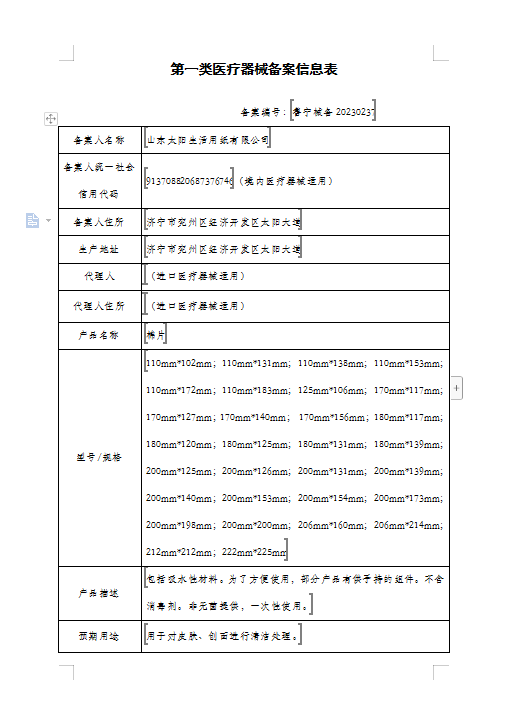 第一类医疗器械备案信息表
备案编号：鲁宁械备 20230237
备案人名称 山东太阳生活用纸有限公司
备案人统一社会
信用代码
913708820687376746（境内医疗器械适用）
备案人住所 济宁市兖州区经济开发区太阳大道
生产地址 济宁市兖州区经济开发区太阳大道
代理人 （进口医疗器械适用）
代理人住所 （进口医疗器械适用）
产品名称 棉片
型号/规格
110mm*102mm；110mm*131mm；110mm*138mm；110mm*153mm；
110mm*172mm；110mm*183mm；125mm*106mm；170mm*117mm；
170mm*127mm；170mm*140mm； 170mm*156mm；180mm*117mm；
180mm*120mm；180mm*125mm；180mm*131mm；180mm*139mm；
200mm*125mm；200mm*126mm；200mm*131mm；200mm*139mm；
200mm*140mm；200mm*153mm；200mm*154mm；200mm*173mm；
200mm*198mm；200mm*200mm；206mm*160mm；206mm*214mm；
212mm*212mm；222mm*225mm
产品描述
包括吸水性材料。为了方便使用，部分产品有供手持的组件。不含
消毒剂。非无菌提供，一次性使用。
预期用途 用于对皮肤、创面进行清洁处理。